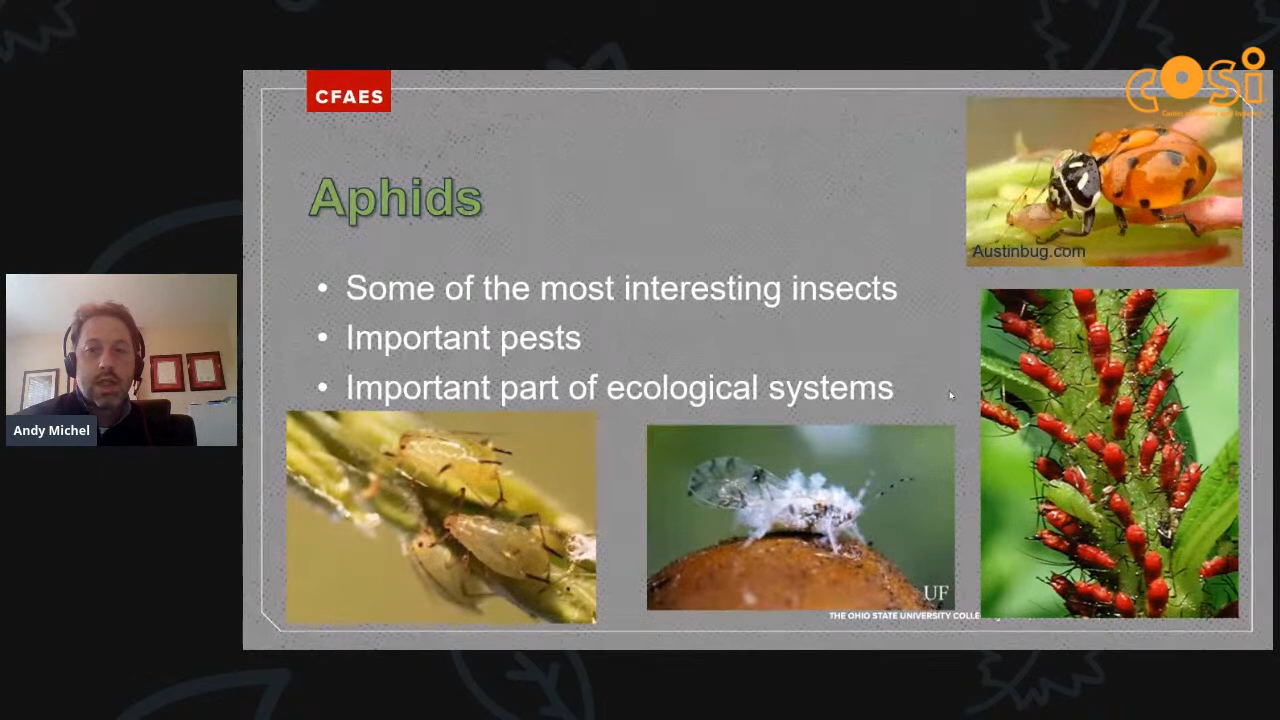 CFAES
cosi
Aphids
Austinbug.com
• Some of the most interesting insects
• Important pests
• Important part of ecological systems
Andy Michel
UF
THE OHIO STATE UNIVERSITY COLLE